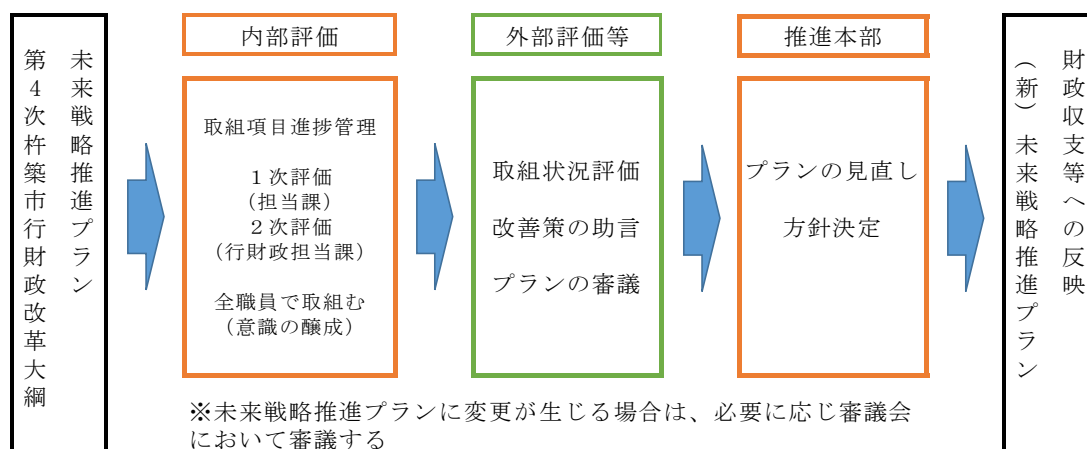 未来戦略推進プラン
第4次杵築市行財政改革大綱
内部評価
取組項目進捗管理
１次評価
(担当課)
２次評価
(行財政担当課)
全職員で取組む
(意識の醸成)
外部評価等
取組状況評価
改善策の助言
プランの審議
推進本部
プランの見直し
方針決定
財政収支等への反映
（新）未来戦略推進プラン
※未来戦略推進プランに変更が生じる場合は、必要に応じ審議会
において審議する